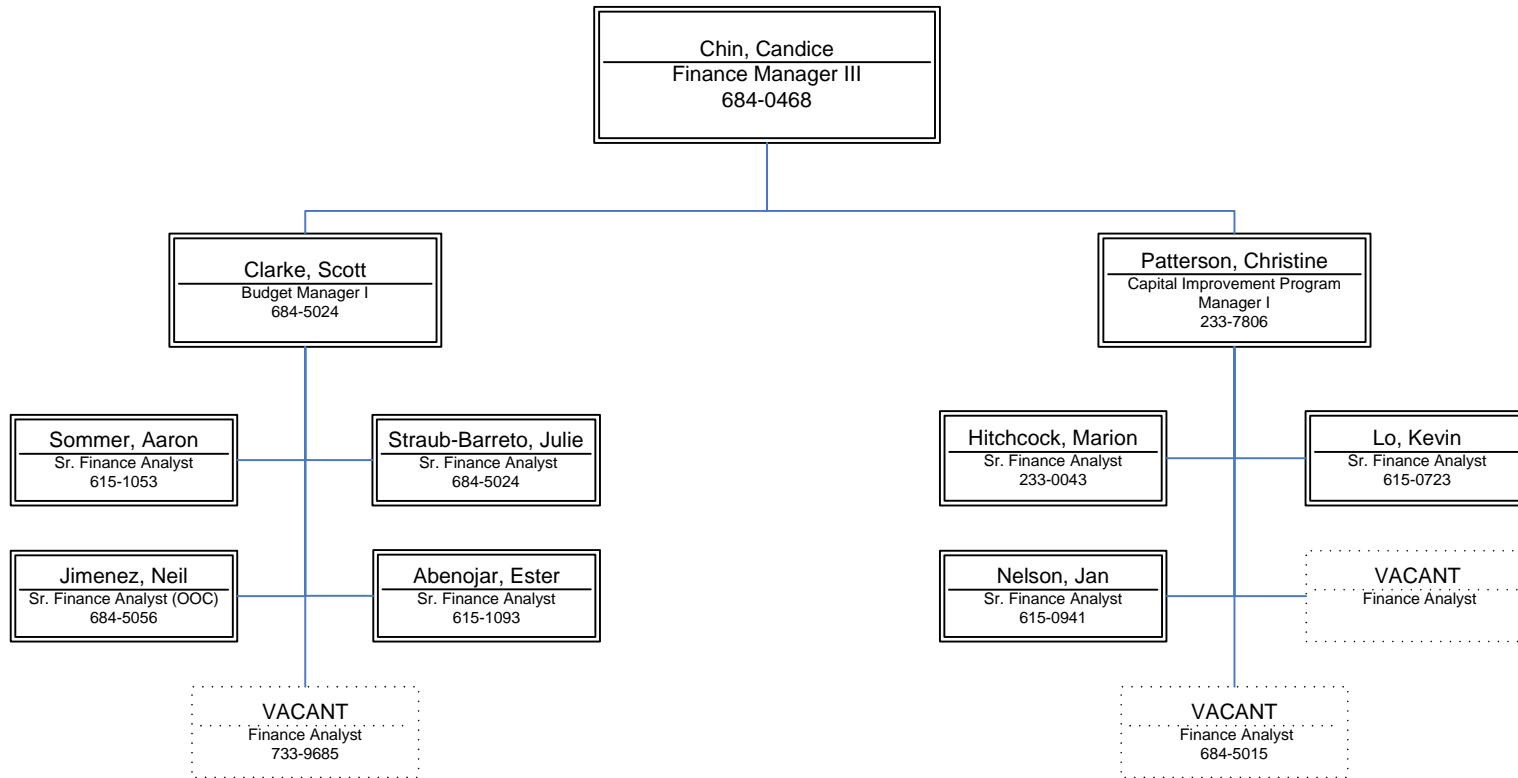 Chin, Candice
Finance Manager III
684-0468
Clarke, Scott
Budget Manager I
684-5024
Patterson, Christine
Capital Improvement Program
Manager I
233-7806
Sommer, Aaron
Sr. Finance Analyst
615-1053
Straub-Barreto, Julie
Sr. Finance Analyst
684-5024
Hitchcock, Marion
Sr. Finance Analyst
233-0043
Lo, Kevin
Sr. Finance Analyst
615-0723
Jimenez, Neil
Sr. Finance Analyst (OOC)
684-5056
Abenojar, Ester
Sr. Finance Analyst
615-1093
Nelson, Jan
Sr. Finance Analyst
615-0941
VACANT
Finance Analyst
VACANT
Finance Analyst
733-9685
VACANT
Finance Analyst
684-5015